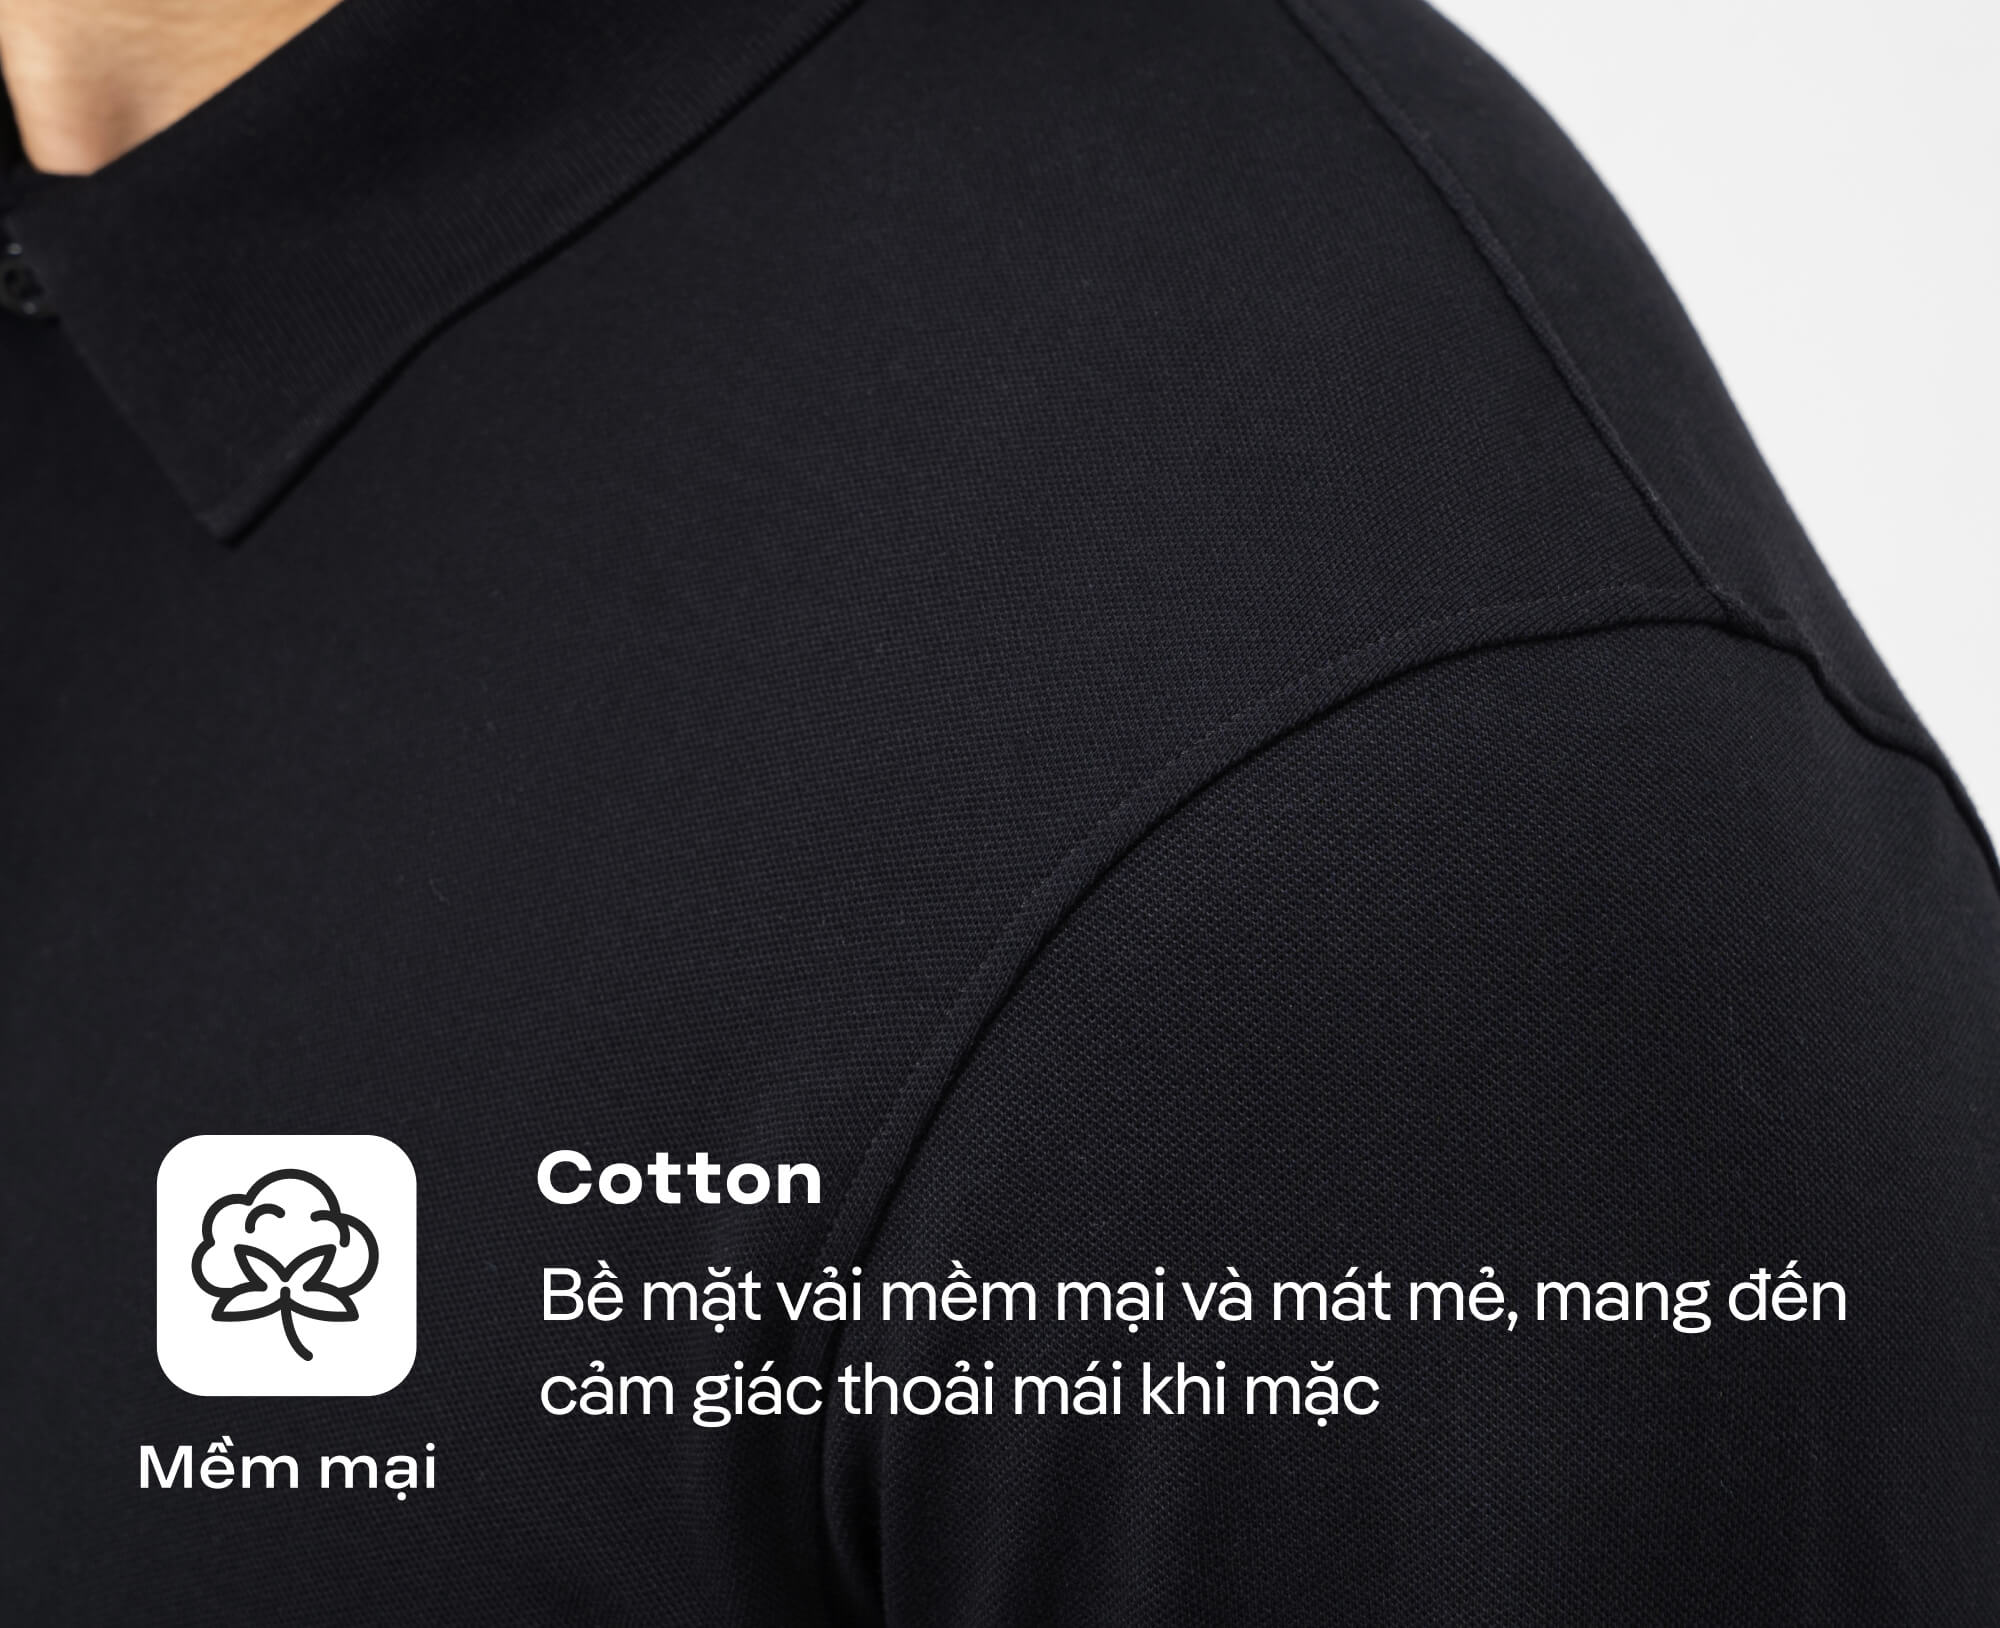 Cotton
Bề mặt vải mềm mại và mát mẻ, mang đến
cảm giác thoải mái khi mặc
Mềm mại